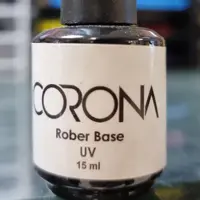 CORONA
Rober Base
UV
15 ml